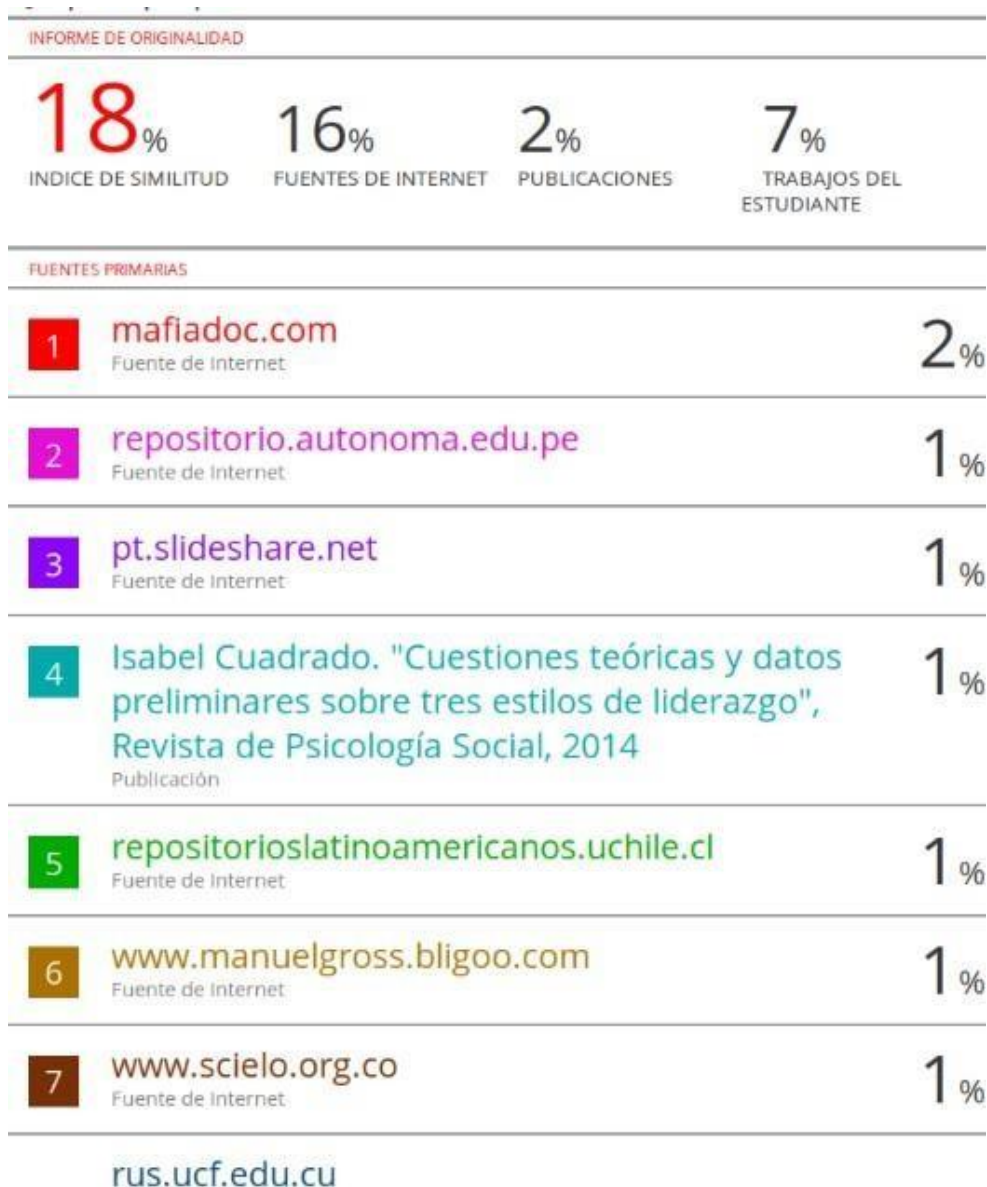 INFORME DE ORIGINALIDAD
18% 16% 2% 7%
INDICE DE SIMILITUD FUENTES DE INTERNET PUBLICACIONES TRABAJOS DEL
ESTUDIANTE
FUENTES PRIMARIAS
1 mafiadoc.com 2%
Fuente de Internet
2 repositorio.autonoma.edu.pe 1%
Fuente de Internet
3 pt.slideshare.net 1%
Fuente de Internet
4 Isabel Cuadrado. "Cuestiones teóricas y datos 1%
preliminares sobre tres estilos de liderazgo",
Revista de Psicología Social, 2014
Publicación
5 repositorioslatinoamericanos.uchile.cl 1%
Fuente de Internet
6 www.manuelgross.bligoo.com 1%
Fuente de Internet
7 www.scielo.org.co 1%
Fuente de Internet
rus.ucf.edu.cu